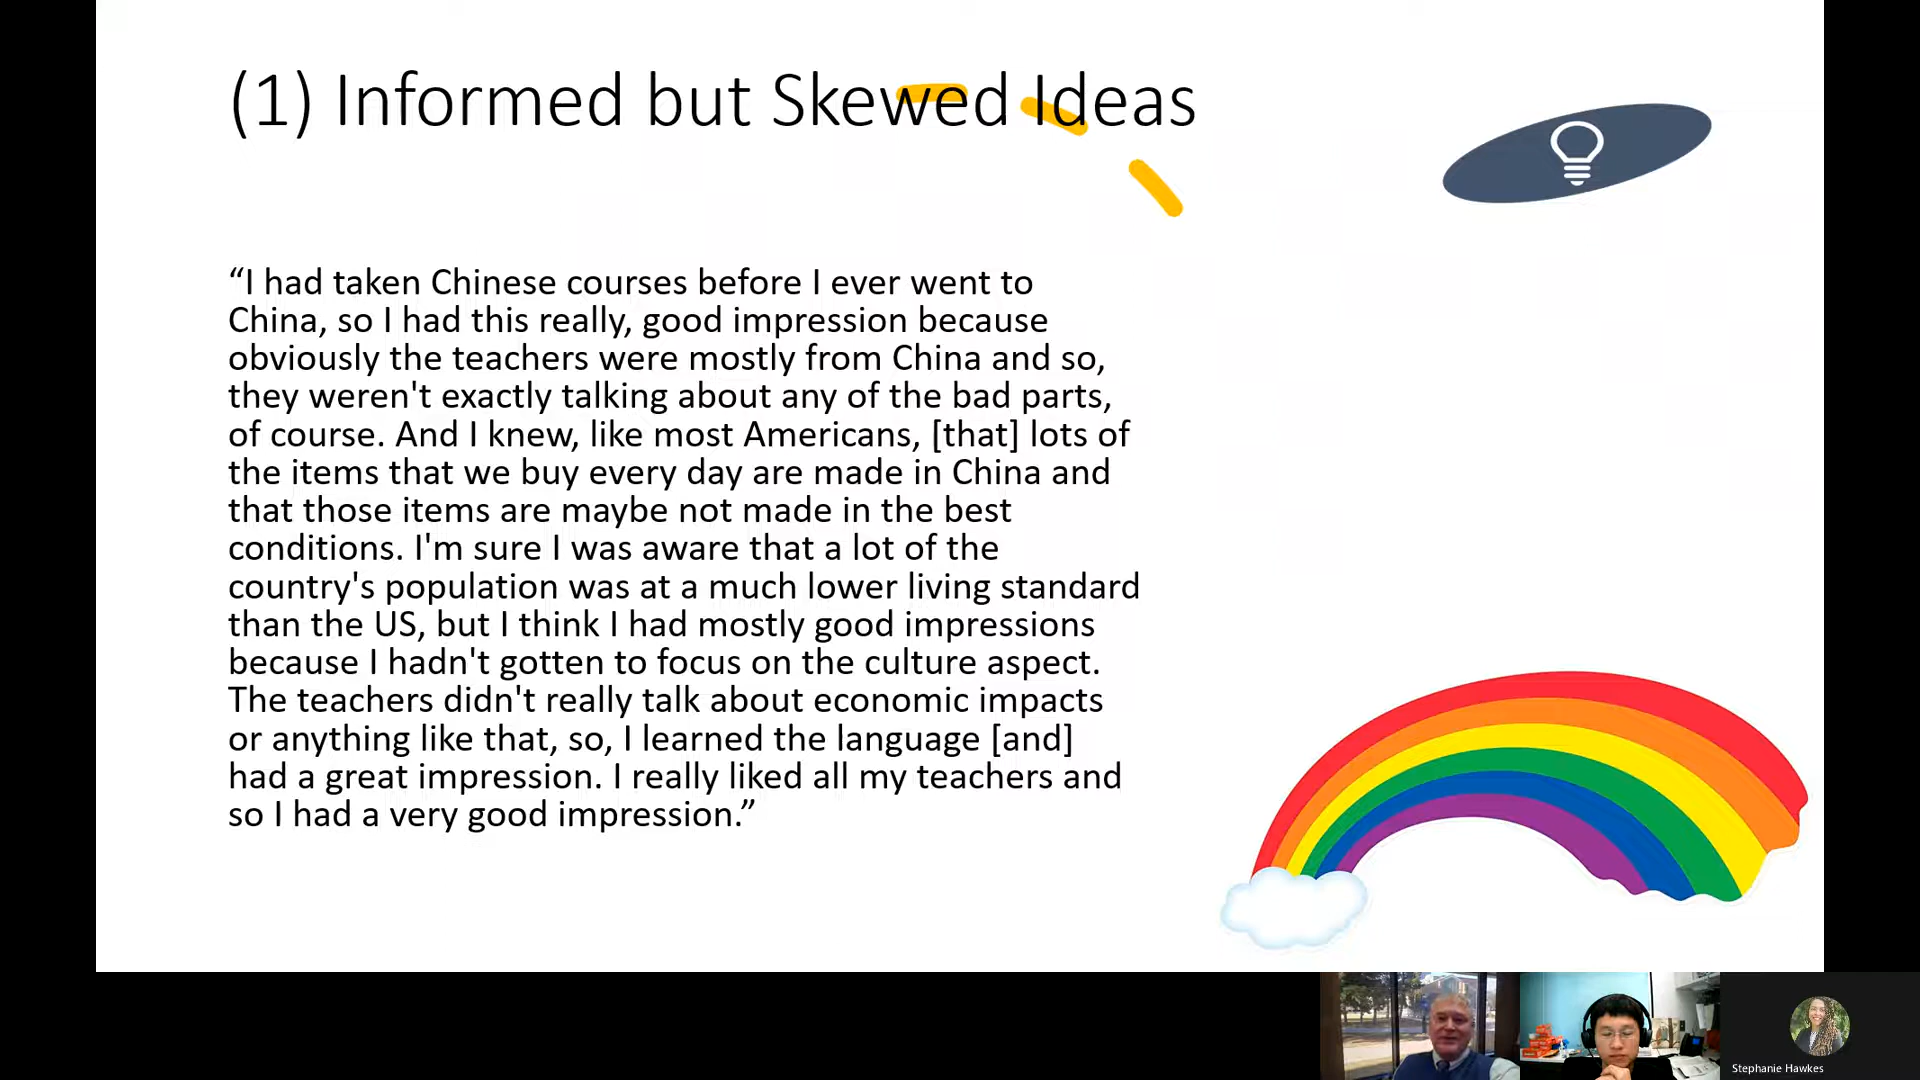 (1) Informed but Skewed Ideas
“I had taken Chinese courses before I ever went to
China, so I had this really, good impression because
obviously the teachers were mostly from China and so,
they weren't exactly talking about any of the bad parts,
of course. And I knew, like most Americans, [that] lots of
the items that we buy every day are made in China and
that those items are maybe not made in the best
conditions. I'm sure I was aware that a lot of the
country's population was at a much lower living standard
than the US, but I think I had mostly good impressions
because I hadn't gotten to focus on the culture aspect.
The teachers didn't really talk about economic impacts
or anything like that, so, I learned the language [and]
had a great impression. I really liked all my teachers and
so I had a very good impression.”
Stephanie Hawkes